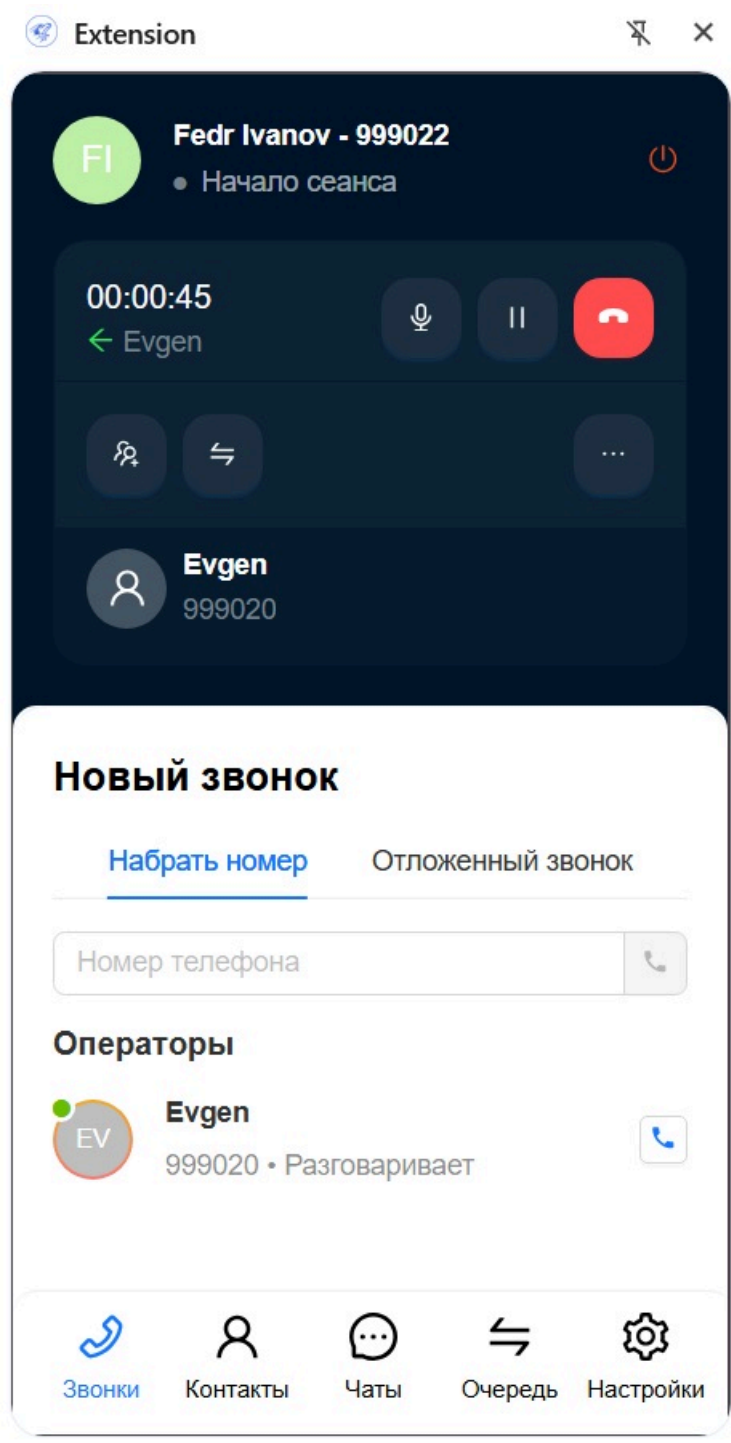 Extension
FI
Fedr Ivanov - 999022
Начало сеанса
00:00:45
Evgen
Evgen
999020
Новый звонок
Набрать номер Отложенный звонок
Номер телефона
Операторы
EV
Evgen
999020 • Разговаривает
Звонки Контакты Чаты Очередь Настройки